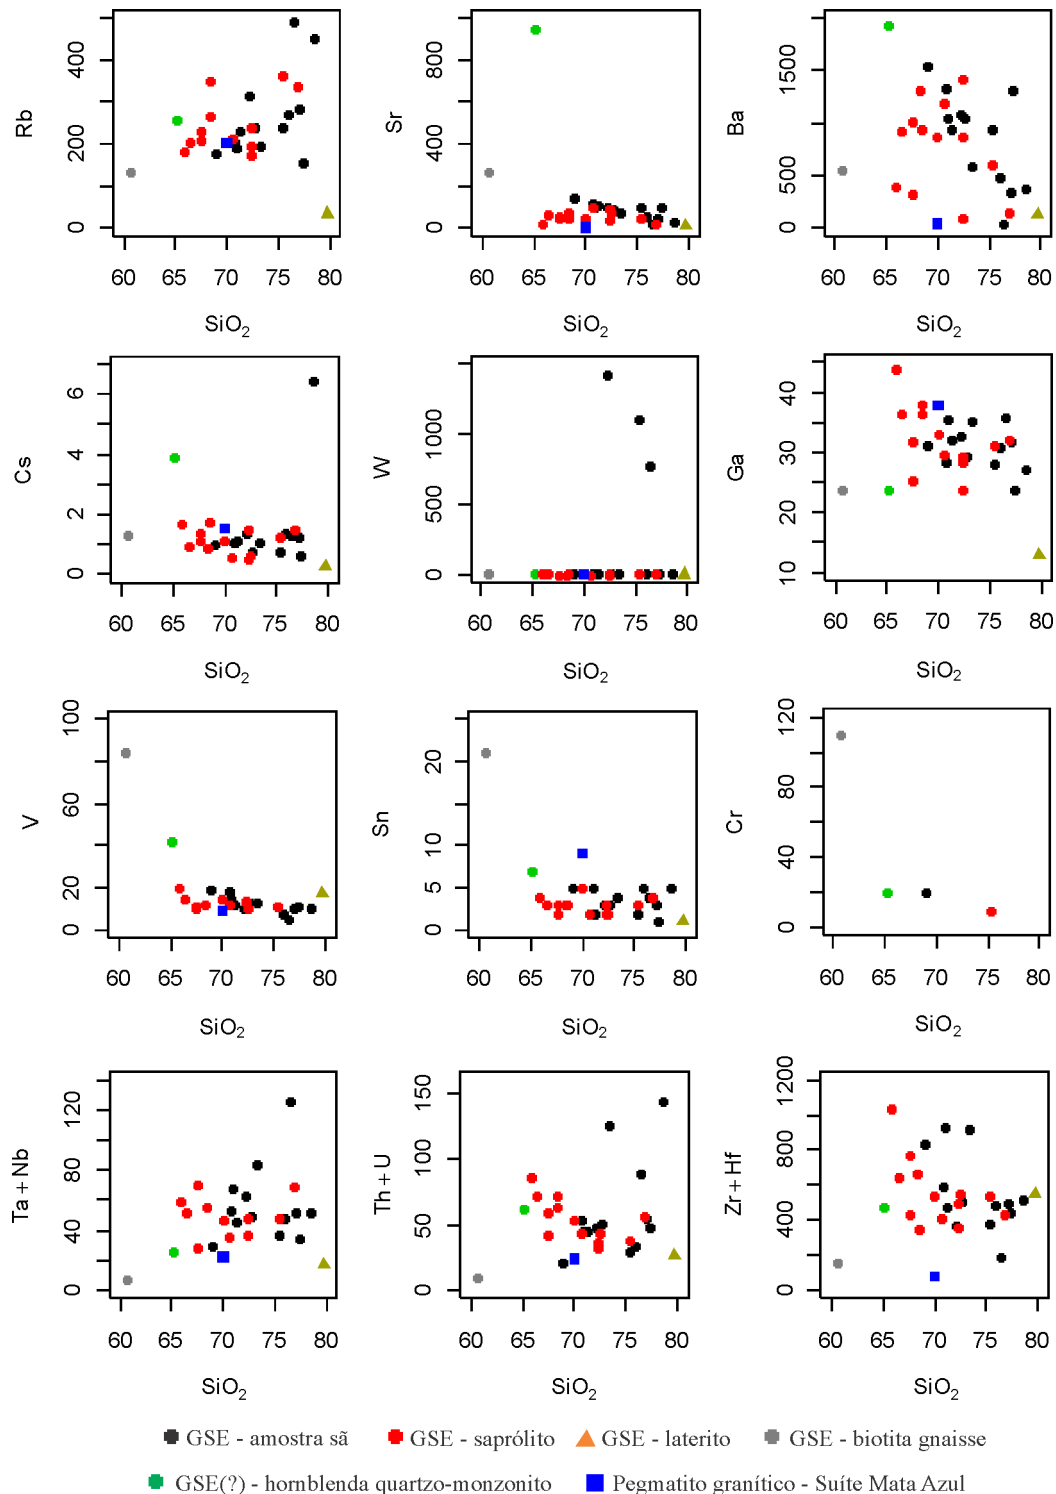 Rb
0
200
400
60 65 70 75 80
SiO2
Sr
0
400
800
60 65 70 75 80
SiO2
Ba
0
500
1500
60 65 70 75 80
SiO2
Cs
0
2
4
6
60 65 70 75 80
SiO2
W
0
500
1000
60 65 70 75 80
SiO2
Ga
10
20
30
40
60 65 70 75 80
SiO2
V
0
20
60
100
60 65 70 75 80
SiO2
Sn
0
5
10
20
60 65 70 75 80
SiO2
Cr
0
40
80
120
60 65 70 75 80
SiO2
Ta + Nb
0
40
80
120
60 65 70 75 80
SiO2
Th + U
0
50
100
150
60 65 70 75 80
SiO2
Zr + Hf
0
400
800
1200
60 65 70 75 80
SiO2
GSE - amostra sã GSE - saprólito GSE - laterito GSE - biotita gnaisse
GSE(?) - hornblenda quartzo-monzonito Pegmatito granítico - Suíte Mata Azul